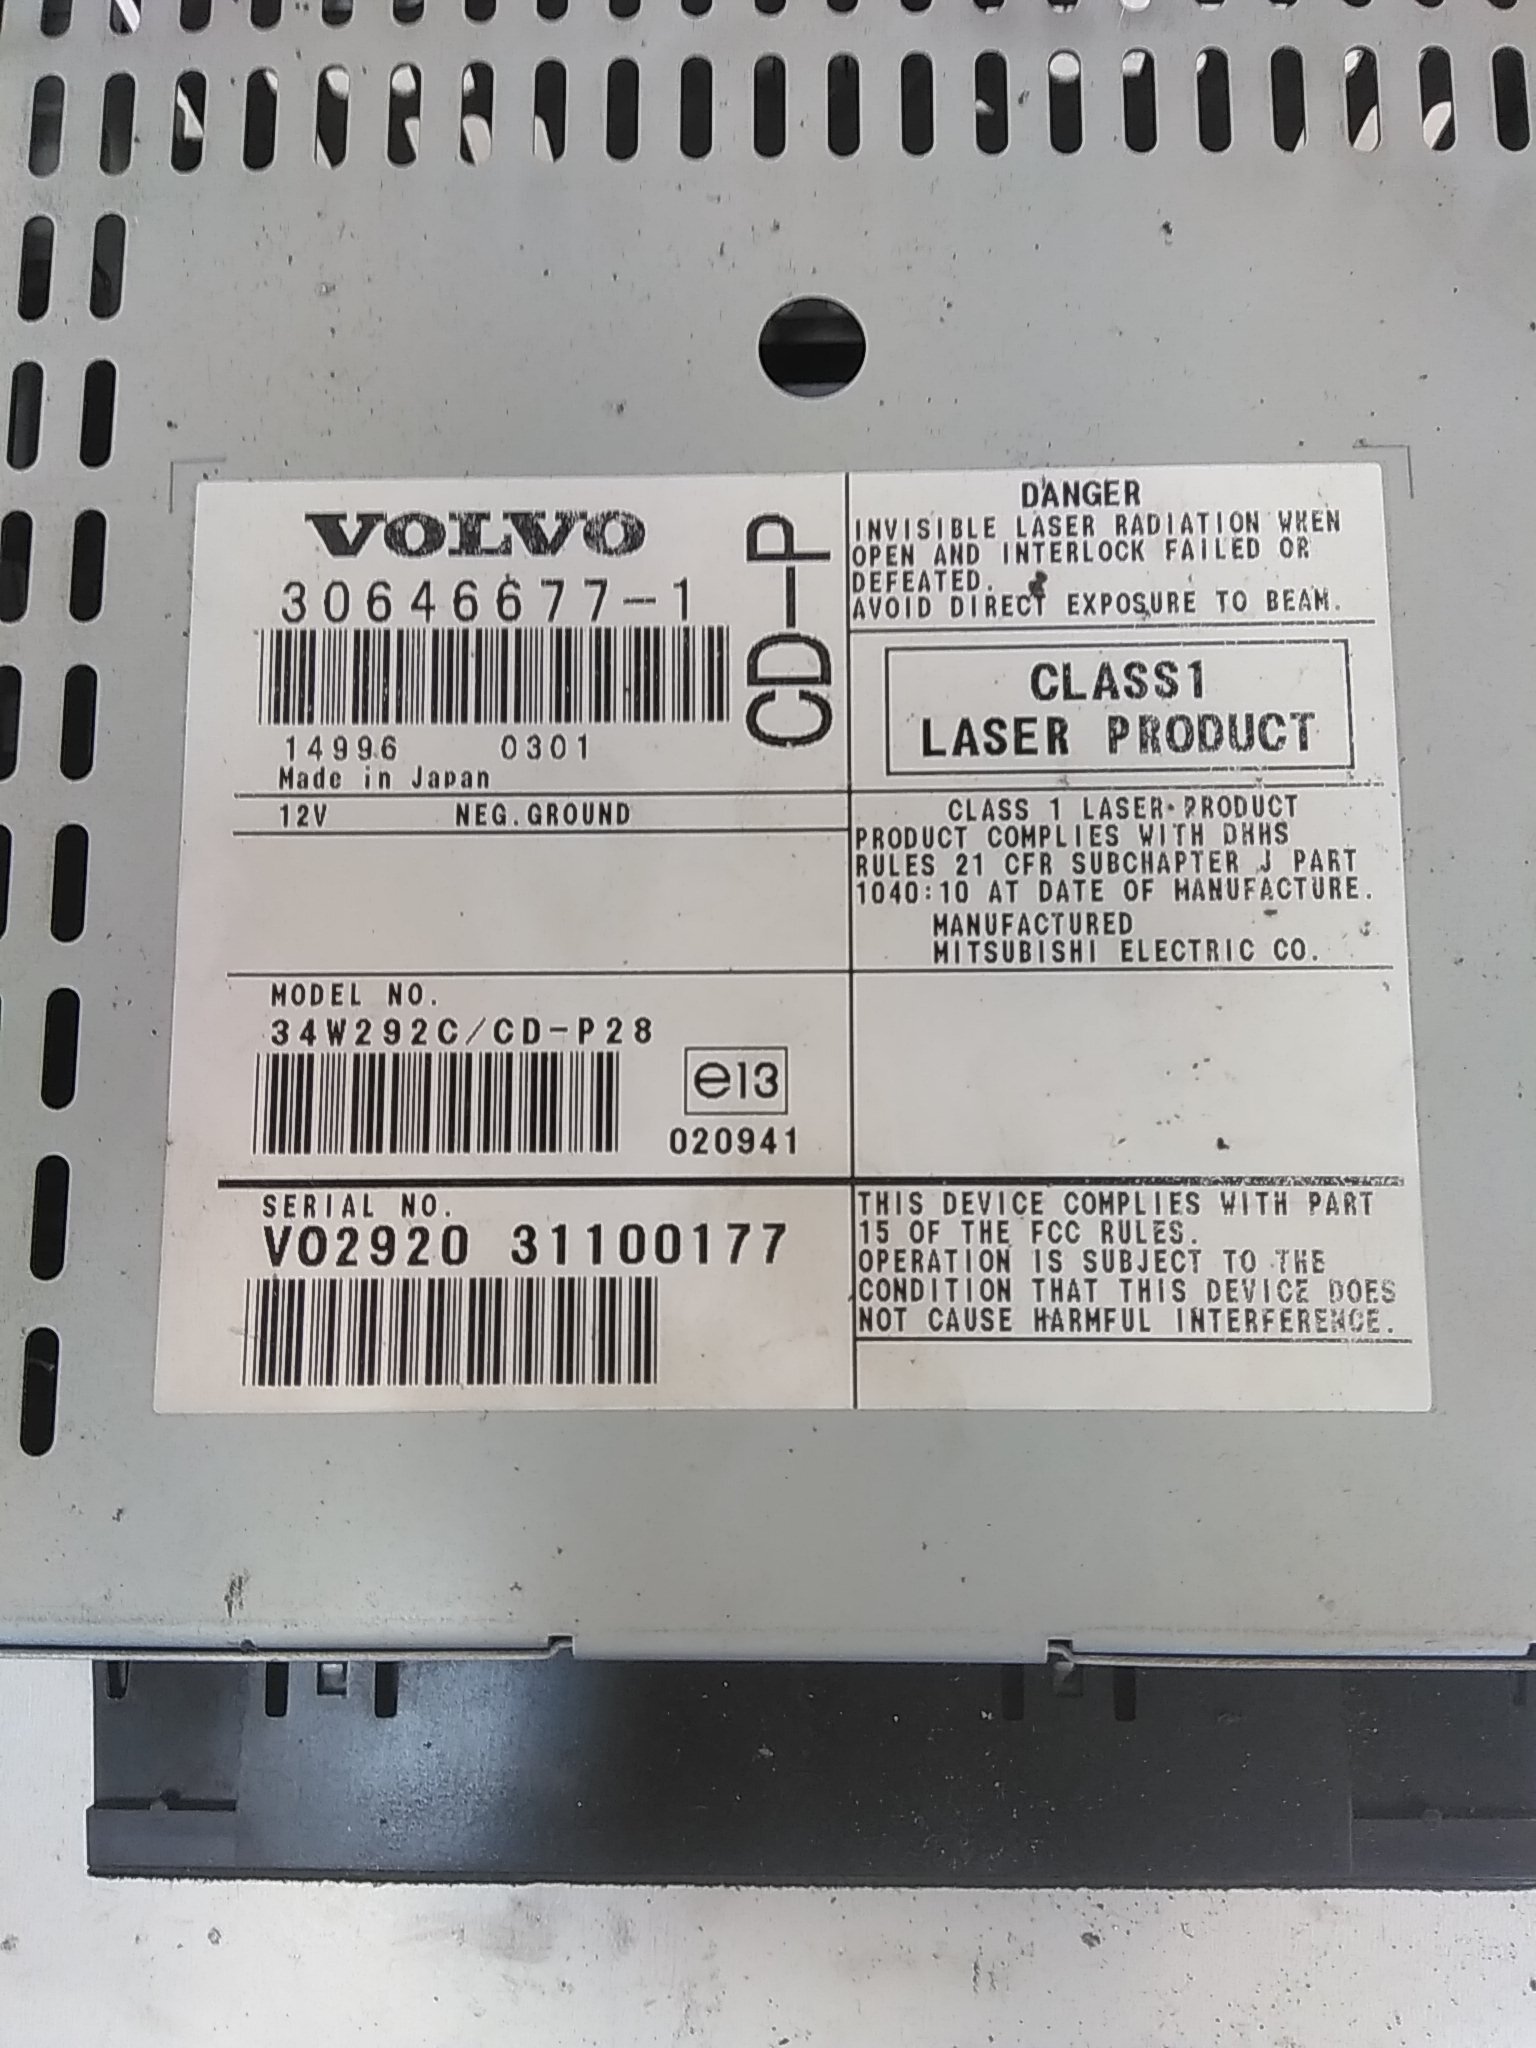 VOLVO
30646677-1
14996 0301
Made in Japan
CD-P
12V NEG.GROUND
MODEL NO.
34W292C/CD-P28
e13
020941
SERIAL NO.
VO2920 31100177
DANGER
INVISIBLE LASER RADIATION WHEN
OPEN AND INTERLOCK FAILED OR
DEFEATED.
AVOID DIRECT EXPOSURE TO BEAM.
CLASS1
LASER PRODUCT
CLASS 1 LASER PRODUCT
PRODUCT COMPLIES WITH DHHS
RULES 21 CFR SUBCHAPTER J PART
1040:10 AT DATE OF MANUFACTURE.
MANUFACTURED
MITSUBISHI ELECTRIC CO.
THIS DEVICE COMPLIES WITH PART
15 OF THE FCC RULES.
OPERATION IS SUBJECT TO THE
CONDITION THAT THIS DEVICE DOES
NOT CAUSE HARMFUL INTERFERENCE.